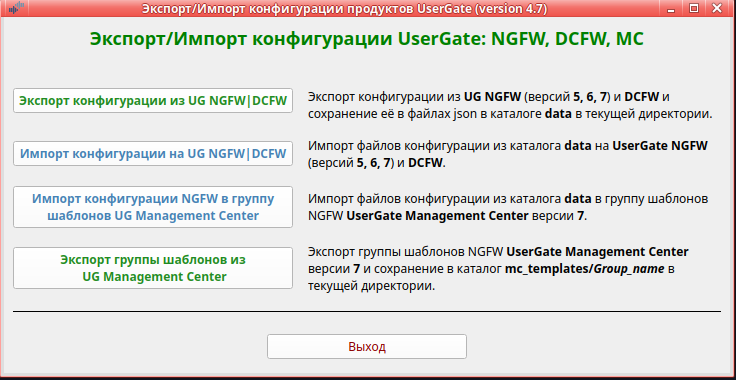 Экспорт/Импорт конфигурации продуктов UserGate (version 4.7)
Экспорт/Импорт конфигурации UserGate: NGFW, DCFW, MC
Экспорт конфигурации из UG NGFW|DCFW
Экспорт конфигурации из UG NGFW (версий 5, 6, 7) и DCFW и
сохранение её в файлах json в каталоге data в текущей директории.
Импорт конфигурации на UG NGFW|DCFW
Импорт файлов конфигурации из каталога data на UserGate NGFW
(версий 5, 6, 7) и DCFW.
Импорт конфигурации NGFW в группу
шаблонов UG Management Center
Импорт файлов конфигурации из каталога data в группу шаблонов
NGFW UserGate Management Center версии 7.
Экспорт группы шаблонов из
UG Management Center
Экспорт группы шаблонов NGFW UserGate Management Center
версии 7 и сохранение в каталог mc_templates/Group_name в
текущей директории.
Выход